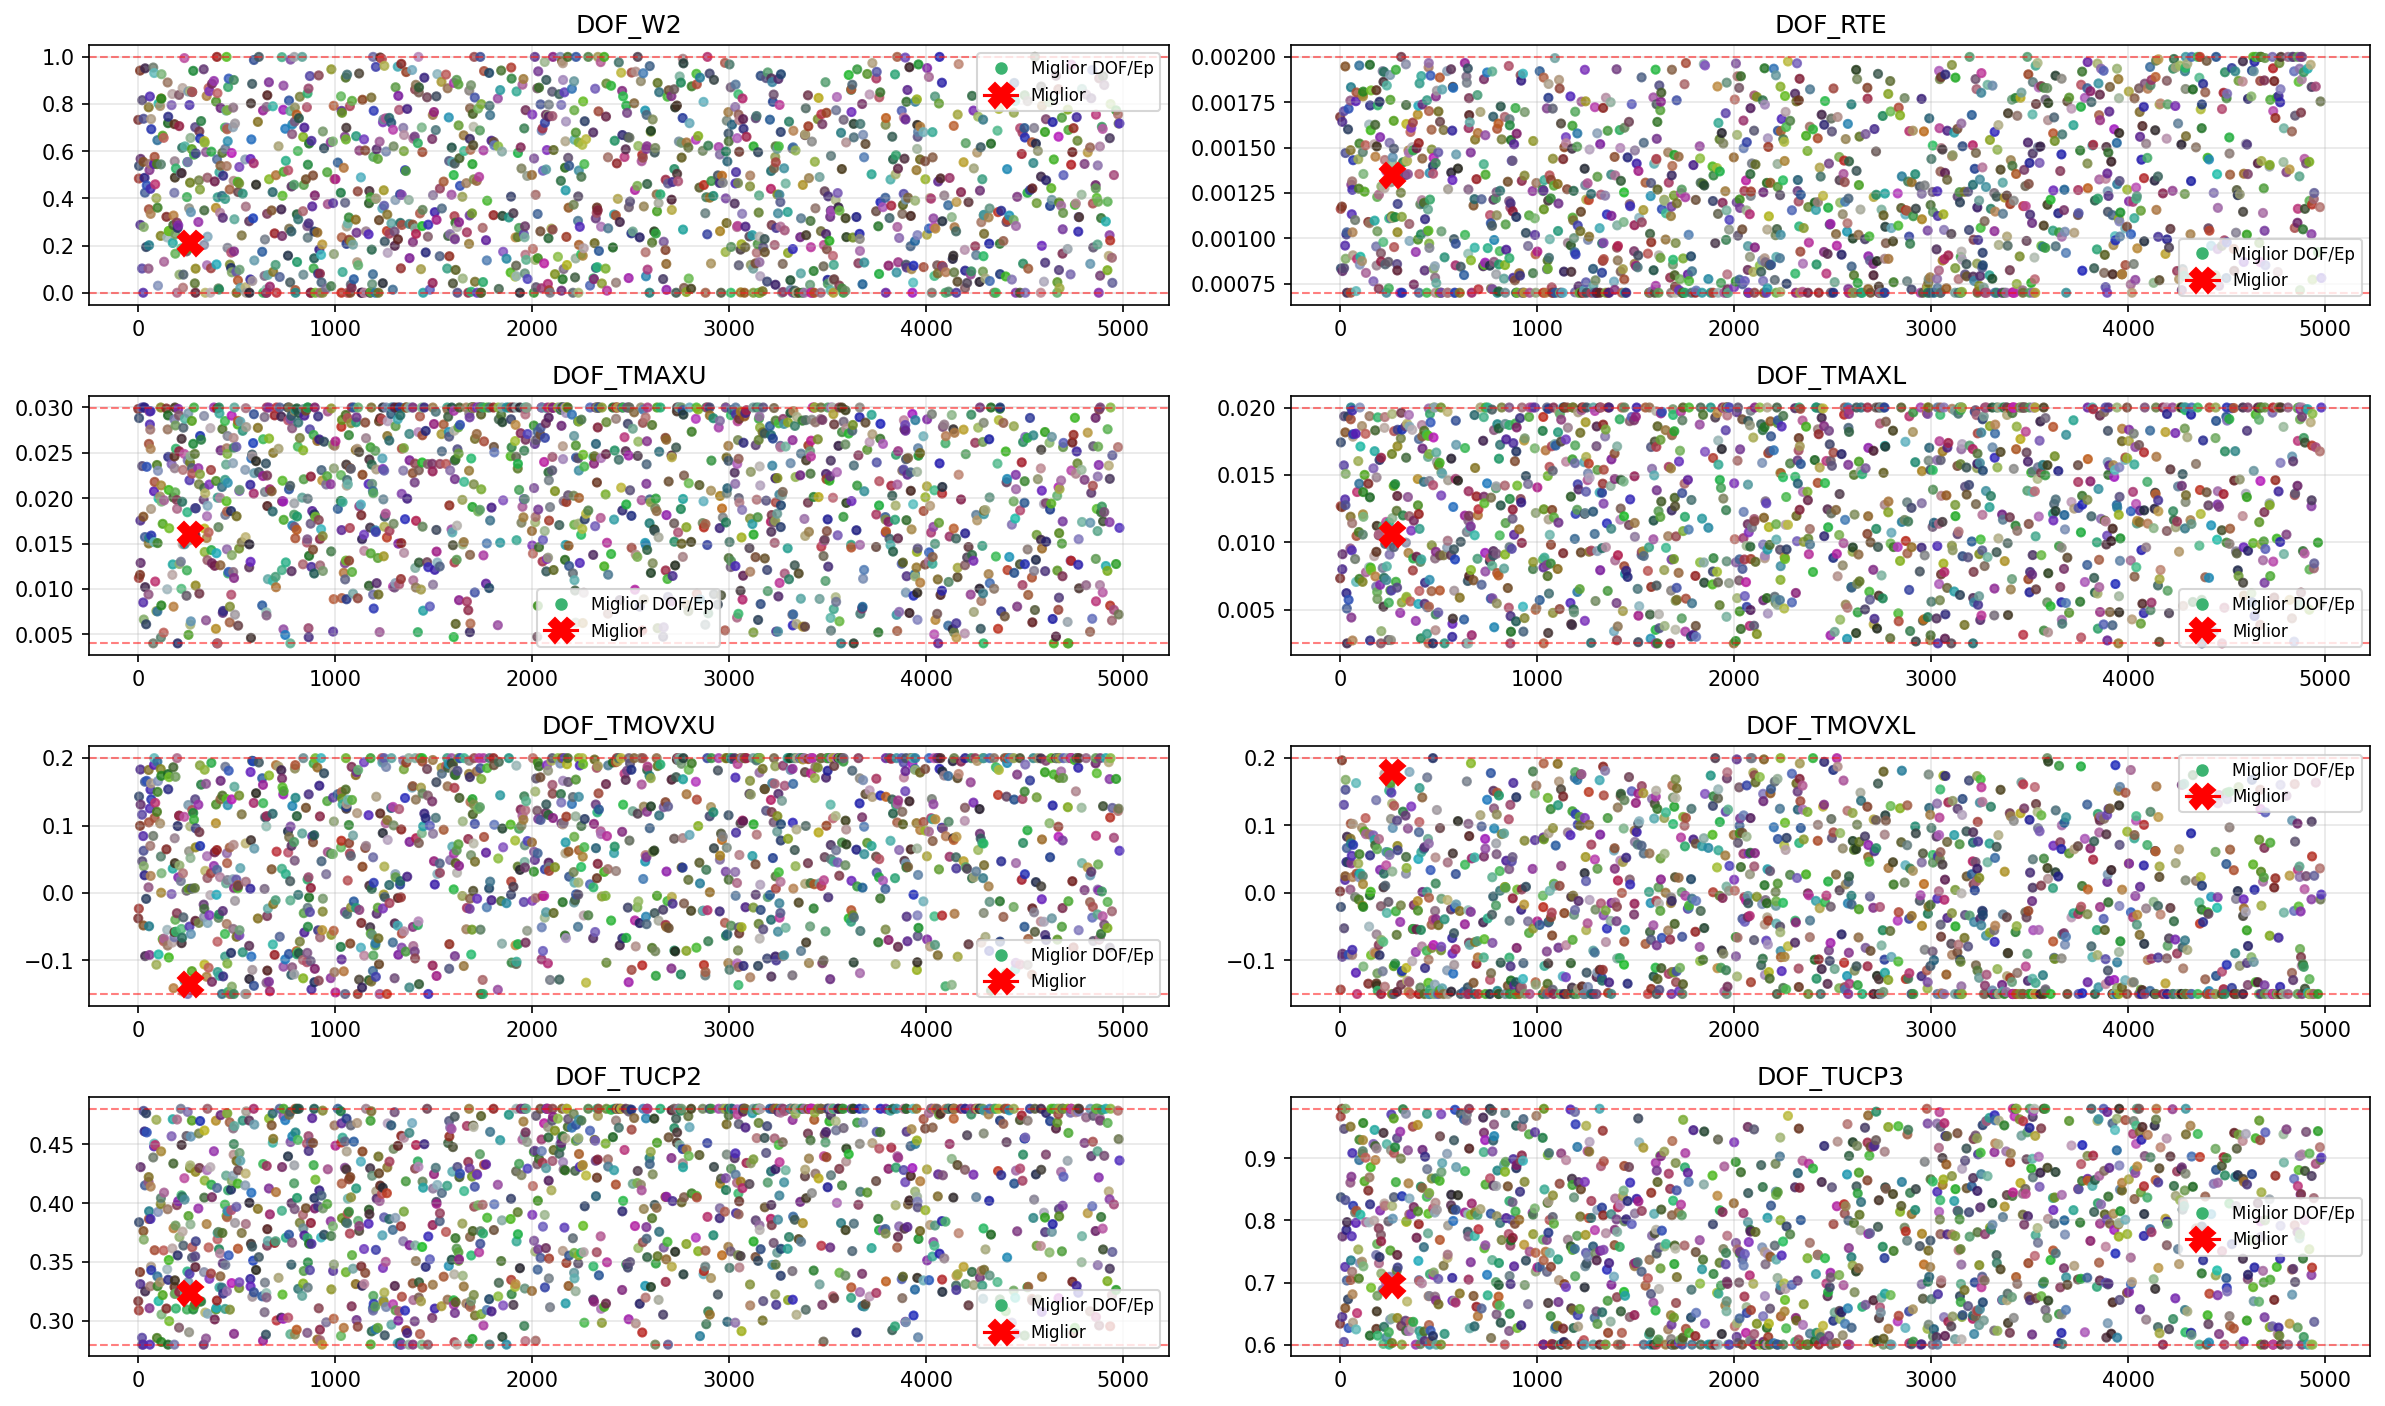 DOF_W2
1.0
0.8
0.6
0.4
0.2
0.0
Miglior DOF/Ep
Miglior
0 1000 2000 3000 4000 5000
DOF_RTE
0.00200
0.00175
0.00150
0.00125
0.00100
0.00075
Miglior DOF/Ep
Miglior
0 1000 2000 3000 4000 5000
DOF_TMAXU
0.030
0.025
0.020
0.015
0.010
0.005
Miglior DOF/Ep
Miglior
0 1000 2000 3000 4000 5000
DOF_TMAXL
0.020
0.015
0.010
0.005
Miglior DOF/Ep
Miglior
0 1000 2000 3000 4000 5000
DOF_TMOVXU
0.2
0.1
0.0
−0.1
Miglior DOF/Ep
Miglior
0 1000 2000 3000 4000 5000
DOF_TMOVXL
0.2
0.1
0.0
−0.1
Miglior DOF/Ep
Miglior
0 1000 2000 3000 4000 5000
DOF_TUCP2
0.45
0.40
0.35
0.30
Miglior DOF/Ep
Miglior
0 1000 2000 3000 4000 5000
DOF_TUCP3
0.9
0.8
0.7
0.6
Miglior DOF/Ep
Miglior
0 1000 2000 3000 4000 5000